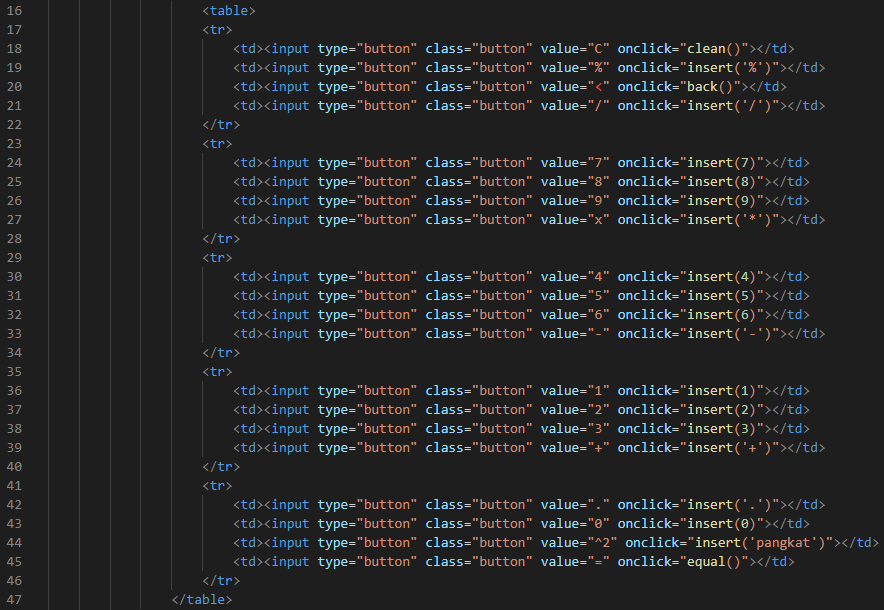 16 <table>
17 <tr>
18 <td><input type="button" class="button" value="C" onclick="clean()"></td>
19 <td><input type="button" class="button" value="%" onclick="insert('%')"></td>
20 <td><input type="button" class="button" value="<" onclick="back()"></td>
21 <td><input type="button" class="button" value="/" onclick="insert('/')"></td>
22 </tr>
23 <tr>
24 <td><input type="button" class="button" value="7" onclick="insert(7)"></td>
25 <td><input type="button" class="button" value="8" onclick="insert(8)"></td>
26 <td><input type="button" class="button" value="9" onclick="insert(9)"></td>
27 <td><input type="button" class="button" value="x" onclick="insert('*')"></td>
28 </tr>
29 <tr>
30 <td><input type="button" class="button" value="4" onclick="insert(4)"></td>
31 <td><input type="button" class="button" value="5" onclick="insert(5)"></td>
32 <td><input type="button" class="button" value="6" onclick="insert(6)"></td>
33 <td><input type="button" class="button" value="-" onclick="insert('-')"></td>
34 </tr>
35 <tr>
36 <td><input type="button" class="button" value="1" onclick="insert(1)"></td>
37 <td><input type="button" class="button" value="2" onclick="insert(2)"></td>
38 <td><input type="button" class="button" value="3" onclick="insert(3)"></td>
39 <td><input type="button" class="button" value="+" onclick="insert('+')"></td>
40 </tr>
41 <tr>
42 <td><input type="button" class="button" value="." onclick="insert('.')"></td>
43 <td><input type="button" class="button" value="0" onclick="insert(0)"></td>
44 <td><input type="button" class="button" value="^2" onclick="insert('pangkat')"></td>
45 <td><input type="button" class="button" value="=" onclick="equal()"></td>
46 </tr>
47 </table>